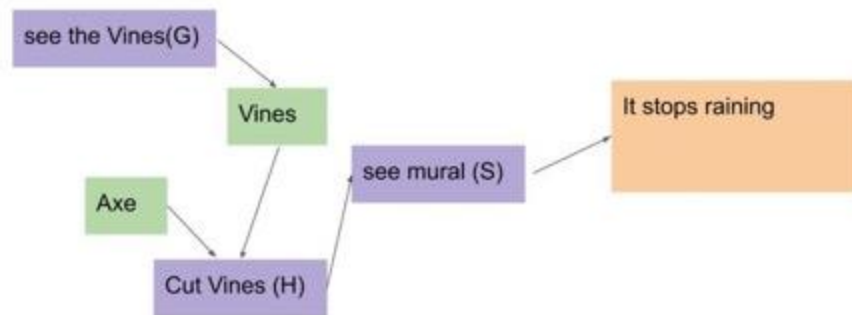 see the Vines(G)
Vines
It stops raining
see mural (S)
Axe
Cut Vines (H)